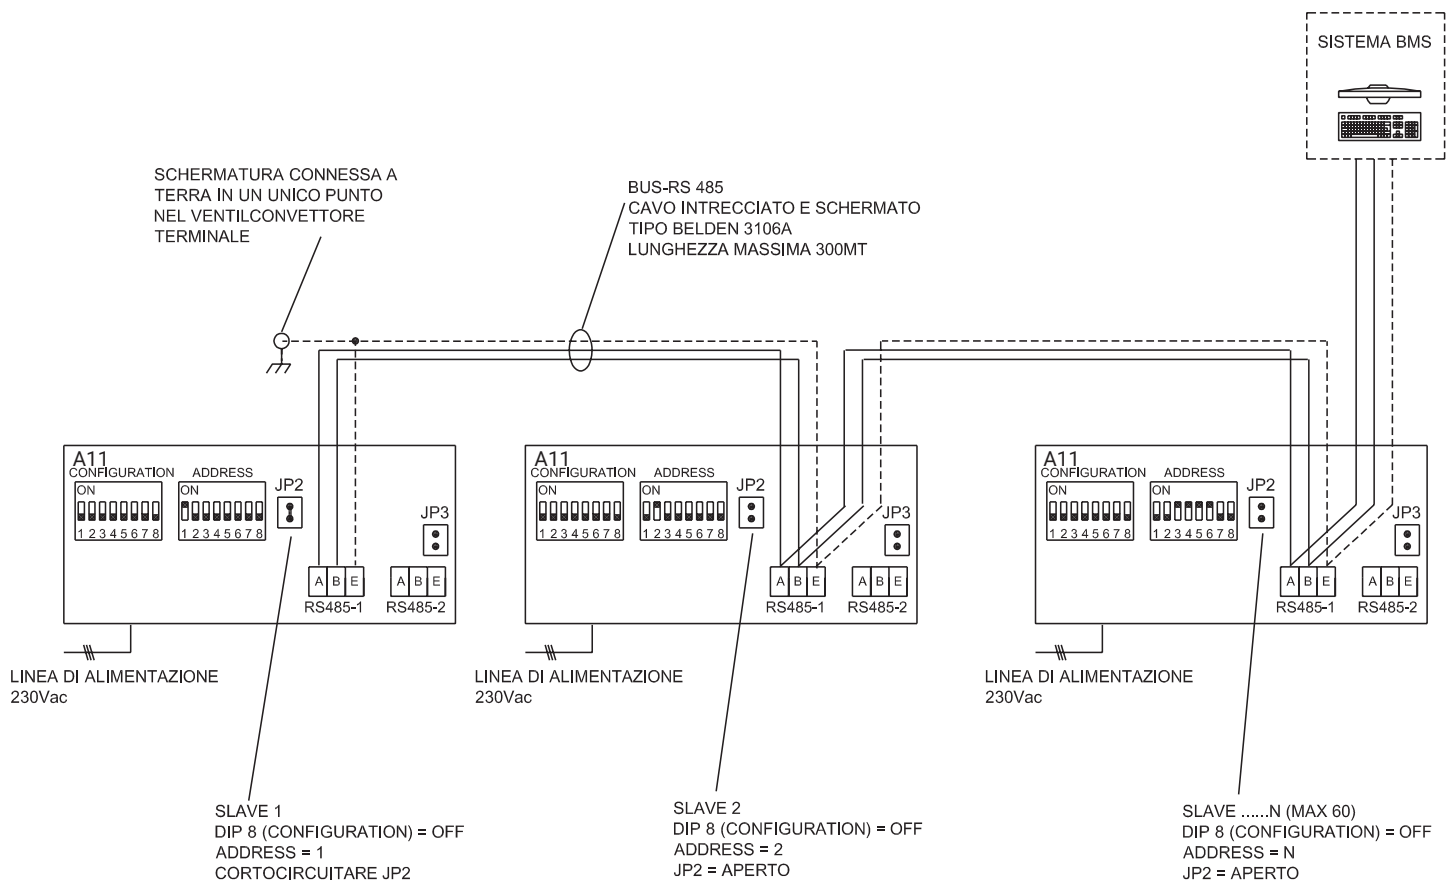 SISTEMA BMS
SCHERMATURA CONNESSA A
TERRA IN UN UNICO PUNTO
NEL VENTILCONVETTORE
TERMINALE
BUS-RS 485
CAVO INTRECCIATO E SCHERMATO
TIPO BELDEN 3106A
LUNGHEZZA MASSIMA 300MT
A11
CONFIGURATION ADDRESS
ON ON
JP2
1 2 3 4 5 6 7 8 1 2 3 4 5 6 7 8
JP3
A B E A B E
RS485-1 RS485-2
LINEA DI ALIMENTAZIONE
230Vac
SLAVE 1
DIP 8 (CONFIGURATION) = OFF
ADDRESS = 1
CORTOCIRCUITARE JP2
A11
CONFIGURATION ADDRESS
ON ON
JP2
1 2 3 4 5 6 7 8 1 2 3 4 5 6 7 8
JP3
A B E A B E
RS485-1 RS485-2
LINEA DI ALIMENTAZIONE
230Vac
SLAVE 2
DIP 8 (CONFIGURATION) = OFF
ADDRESS = 2
JP2 = APERTO
A11
CONFIGURATION ADDRESS
ON ON
JP2
1 2 3 4 5 6 7 8 1 2 3 4 5 6 7 8
JP3
A B E A B E
RS485-1 RS485-2
LINEA DI ALIMENTAZIONE
230Vac
SLAVE ......N (MAX 60)
DIP 8 (CONFIGURATION) = OFF
ADDRESS = N
JP2 = APERTO